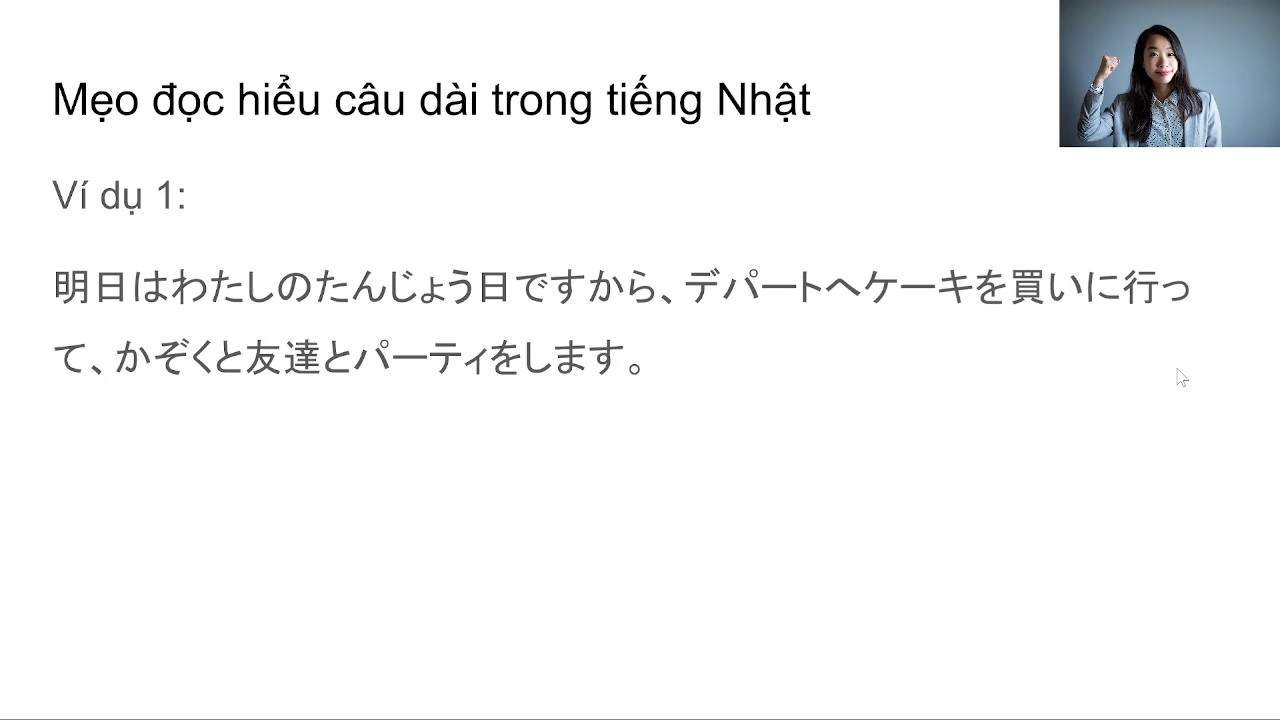 Mẹo đọc hiểu câu dài trong tiếng Nhật
Ví dụ 1:
明日はわたしのたんじょう日ですから、デパートへケーキを買いに行っ
て、かぞくと友達とパーティをします。